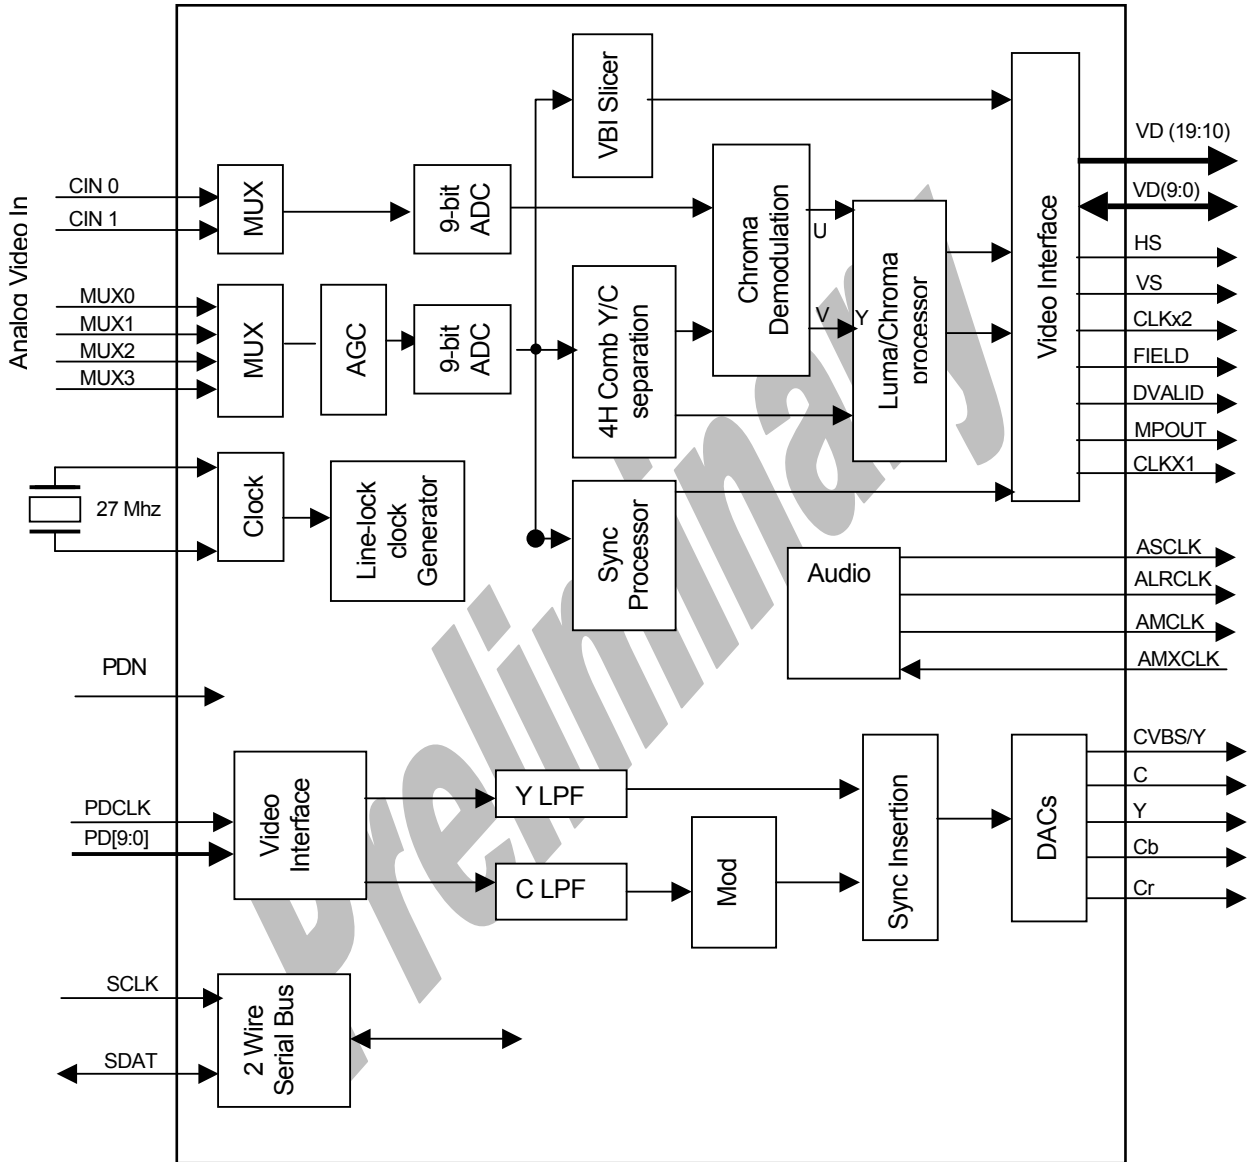 Analog Video In
CIN 0
CIN 1
MUX
9-bit
ADC
VBI Slicer
MUX0
MUX1
MUX2
MUX3
MUX
AGC
9-bit
ADC
4H Comb Y/C
separation
Chroma
Demodulation
U
V
Y
Luma/Chroma
processor
Video Interface
VD (19:10)
VD(9:0)
HS
VS
CLKx2
FIELD
DVALID
MPOUT
CLKX1
27 Mhz
Clock
Line-lock
clock
Generator
Sync
Processor
Audio
ASCLK
ALRCLK
AMCLK
AMXCLK
PDN
PDCLK
PD[9:0]
Video
Interface
Y LPF
C LPF
Mod
Sync Insertion
DACs
CVBS/Y
C
Y
Cb
Cr
SCLK
SDAT
2 Wire
Serial Bus
Preliminary